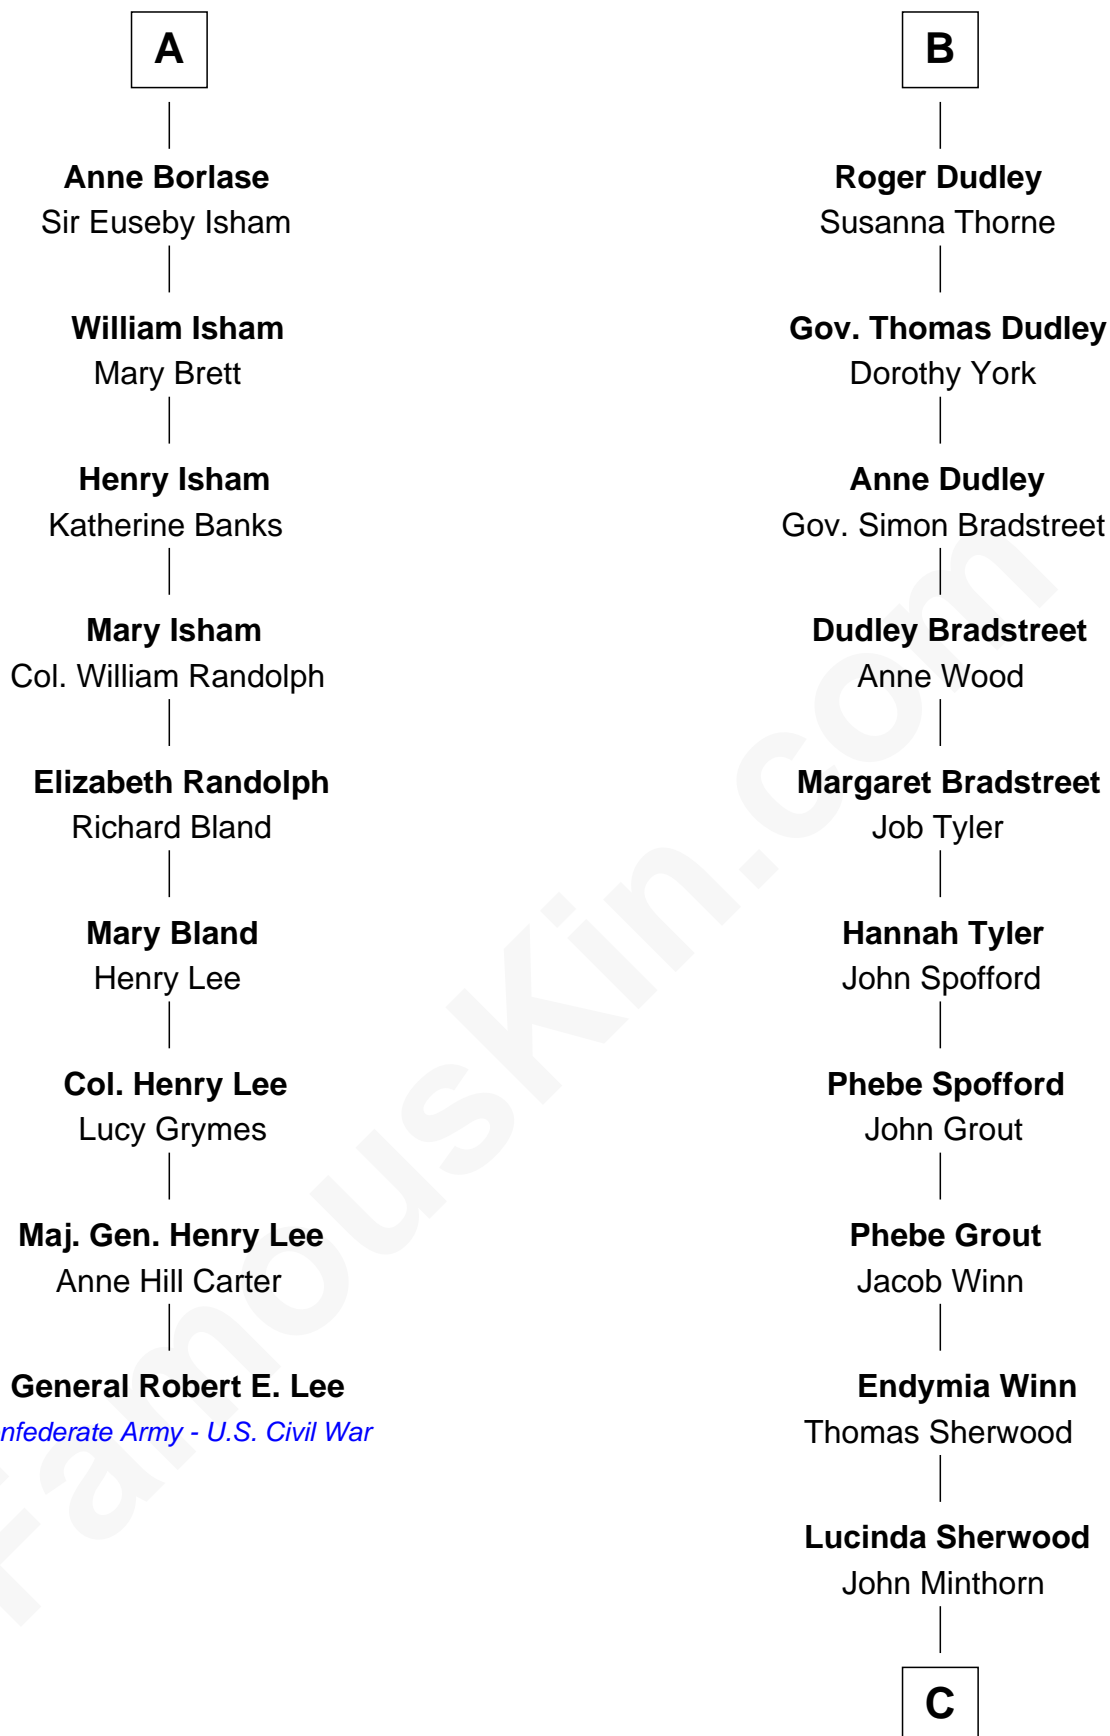 A
Anne Borlase
Sir Euseby Isham
William Isham
Mary Brett
Henry Isham
Katherine Banks
Mary Isham
Col. William Randolph
Elizabeth Randolph
Richard Bland
Mary Bland
Henry Lee
Col. Henry Lee
Lucy Grymes
Maj. Gen. Henry Lee
Anne Hill Carter
General Robert E. Lee
nfederate Army - U.S. Civil War
B
Roger Dudley
Susanna Thorne
Gov. Thomas Dudley
Dorothy York
Anne Dudley
Gov. Simon Bradstreet
Dudley Bradstreet
Anne Wood
Margaret Bradstreet
Job Tyler
Hannah Tyler
John Spofford
Phebe Spofford
John Grout
Phebe Grout
Jacob Winn
Endymia Winn
Thomas Sherwood
Lucinda Sherwood
John Minthorn
C
FamousKin.com